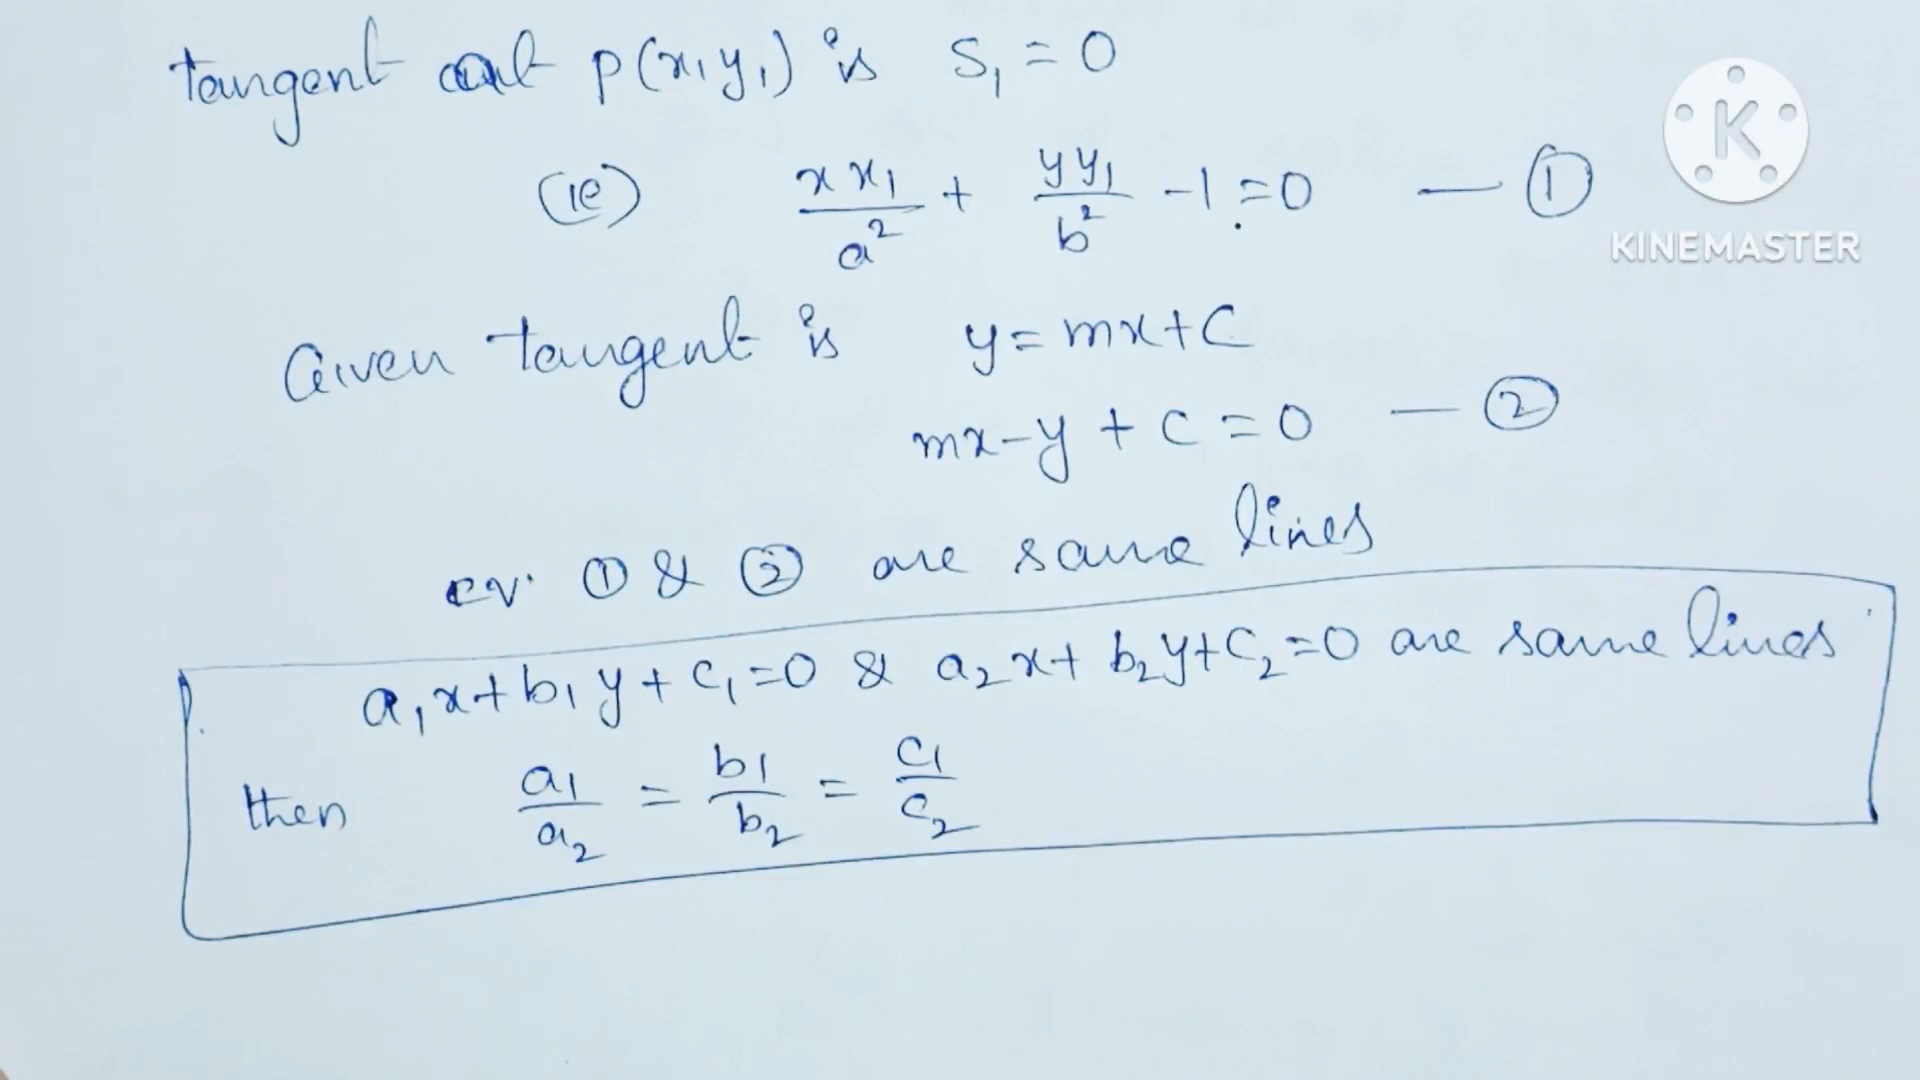 tangent at P(x₁y₁) is S₁ = 0
(ie) xx₁/a² + yy₁/b² - 1 = 0 — ①
K
KINEMASTER
Given tangent is y = mx + c
mx - y + c = 0 — ②
① & ② are same lines
a₁x + b₁y + c₁ = 0 & a₂x + b₂y + c₂ = 0 are same lines
then a₁/a₂ = b₁/b₂ = c₁/c₂